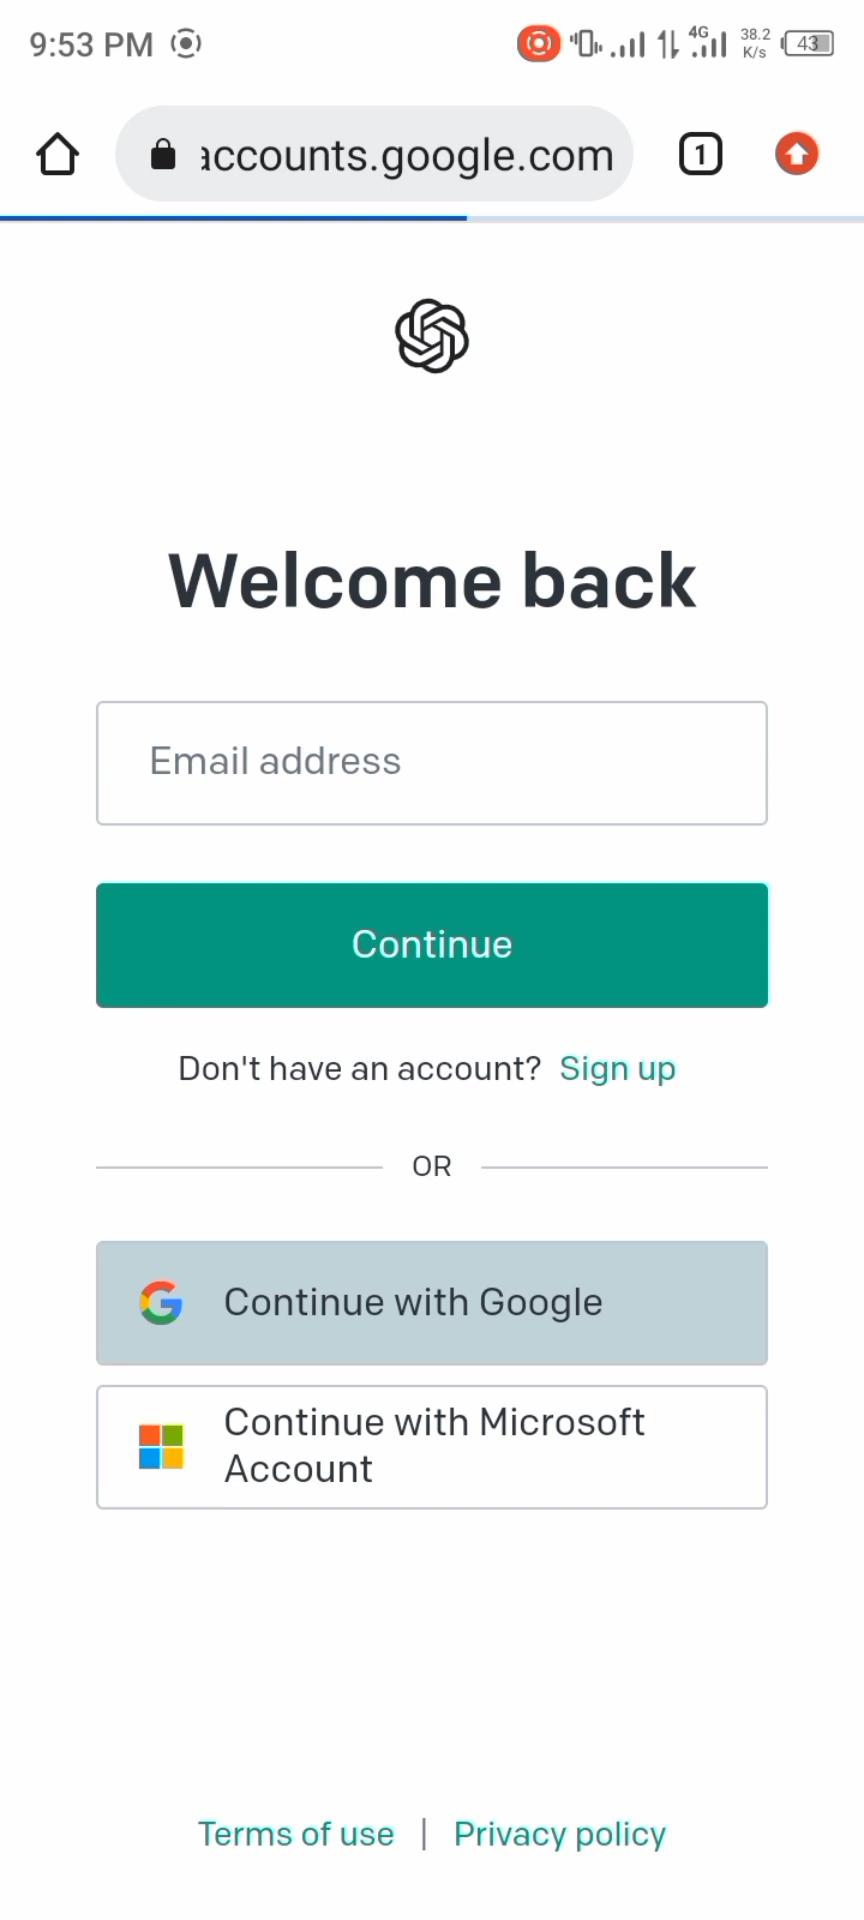 9:53 PM
4G
38.2
K/s
43
accounts.google.com
1
Welcome back
Email address
Continue
Don't have an account? Sign up
OR
Continue with Google
Continue with Microsoft
Account
Terms of use | Privacy policy